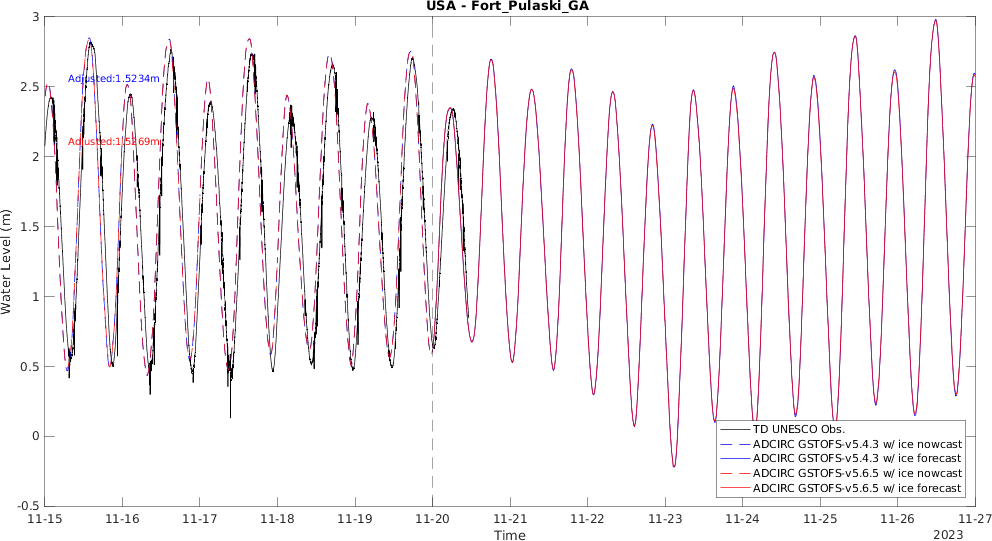 USA - Fort_Pulaski_GA
3
2.5
2
1.5
1
0.5
0
-0.5
Water Level (m)
Adjusted:1.5234m
Adjusted:1.5269m
TD UNESCO Obs.
ADCIRC GSTOFS-v5.4.3 w/ ice nowcast
ADCIRC GSTOFS-v5.4.3 w/ ice forecast
ADCIRC GSTOFS-v5.6.5 w/ ice nowcast
ADCIRC GSTOFS-v5.6.5 w/ ice forecast
11-15 11-16 11-17 11-18 11-19 11-20 11-21 11-22 11-23 11-24 11-25 11-26 11-27
Time
2023